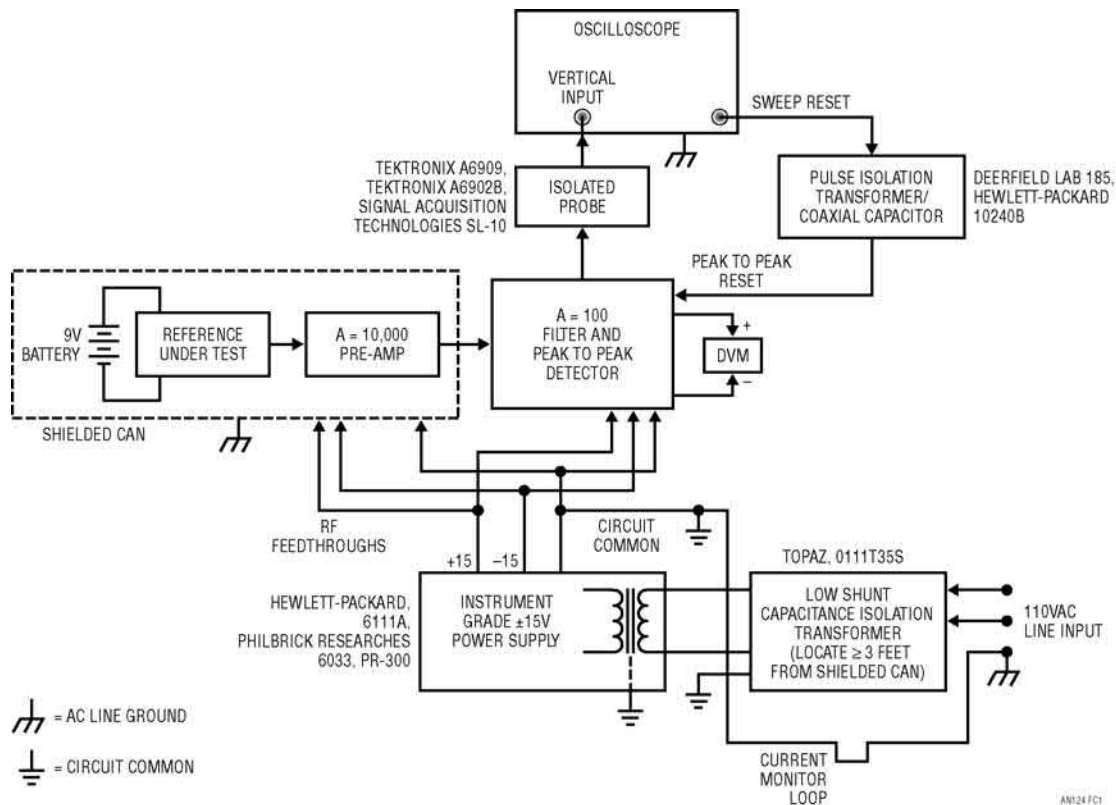 OSCILLOSCOPE
VERTICAL
INPUT
SWEEP RESET
TEKTRONIX A6909,
TEKTRONIX A6902B,
SIGNAL ACQUISITION
TECHNOLOGIES SL-10
ISOLATED
PROBE
PULSE ISOLATION
TRANSFORMER/
COAXIAL CAPACITOR
DEERFIELD LAB 185,
HEWLETT-PACKARD
10240B
PEAK TO PEAK
RESET
9V
BATTERY
REFERENCE
UNDER TEST
A = 10,000
PRE-AMP
A = 100
FILTER AND
PEAK TO PEAK
DETECTOR
+
DVM
–
SHIELDED CAN
RF
FEEDTHROUGHS
+15
–15
CIRCUIT
COMMON
TOPAZ, 0111T35S
HEWLETT-PACKARD,
6111A,
PHILBRICK RESEARCHES
6033, PR-300
INSTRUMENT
GRADE ±15V
POWER SUPPLY
LOW SHUNT
CAPACITANCE ISOLATION
TRANSFORMER
(LOCATE ≥ 3 FEET
FROM SHIELDED CAN)
110VAC
LINE INPUT
= AC LINE GROUND
= CIRCUIT COMMON
CURRENT
MONITOR
LOOP
AN124 FC1